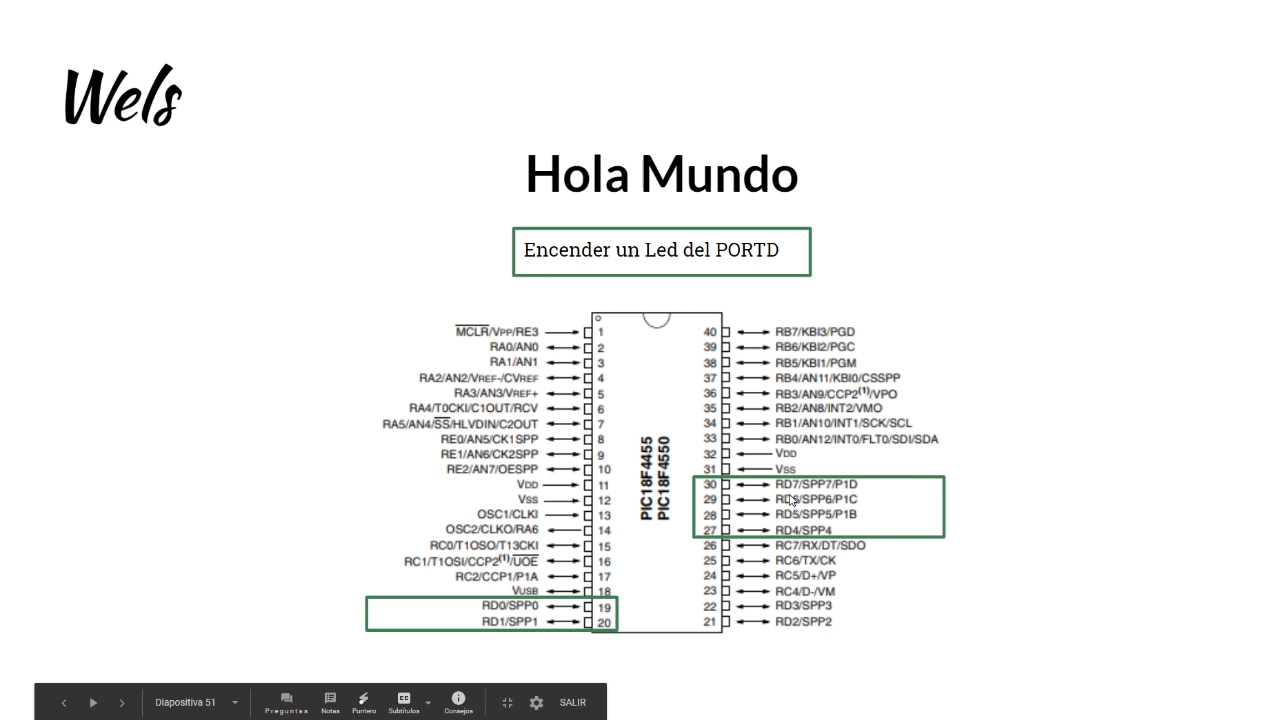 Wels
Hola Mundo
Encender un Led del PORTD
MCLR/VPP/RE3 1
RA0/AN0 2
RA1/AN1 3
RA2/AN2/VREF-/CVREF 4
RA3/AN3/VREF+ 5
RA4/T0CKI/C1OUT/RCV 6
RA5/AN4/SS/HLVDIN/C2OUT 7
RE0/AN5/CK1SPP 8
RE1/AN6/CK2SPP 9
RE2/AN7/OESPP 10
VDD 11
VSS 12
OSC1/CLKI 13
OSC2/CLKO/RA6 14
RC0/T1OSO/T13CKI 15
RC1/T1OSI/CCP2(1)/UOE 16
RC2/CCP1/P1A 17
VUSB 18
RD0/SPP0 19
RD1/SPP1 20
PIC18F4455
PIC18F4550
40 RB7/KBI3/PGD
39 RB6/KBI2/PGC
38 RB5/KBI1/PGM
37 RB4/AN11/KBI0/CSSPP
36 RB3/AN9/CCP2(1)/VPO
35 RB2/AN8/INT2/VMO
34 RB1/AN10/INT1/SCK/SCL
33 RB0/AN12/INT0/FLT0/SDI/SDA
32 VDD
31 VSS
30 RD7/SPP7/P1D
29 RD6/SPP6/P1C
28 RD5/SPP5/P1B
27 RD4/SPP4
26 RC7/RX/DT/SDO
25 RC6/TX/CK
24 RC5/D+/VP
23 RC4/D-/VM
22 RD3/SPP3
21 RD2/SPP2
Diapositiva 51
Preguntas
Notas
Puntero
CC
Subtítulos
Consejos
SALIR